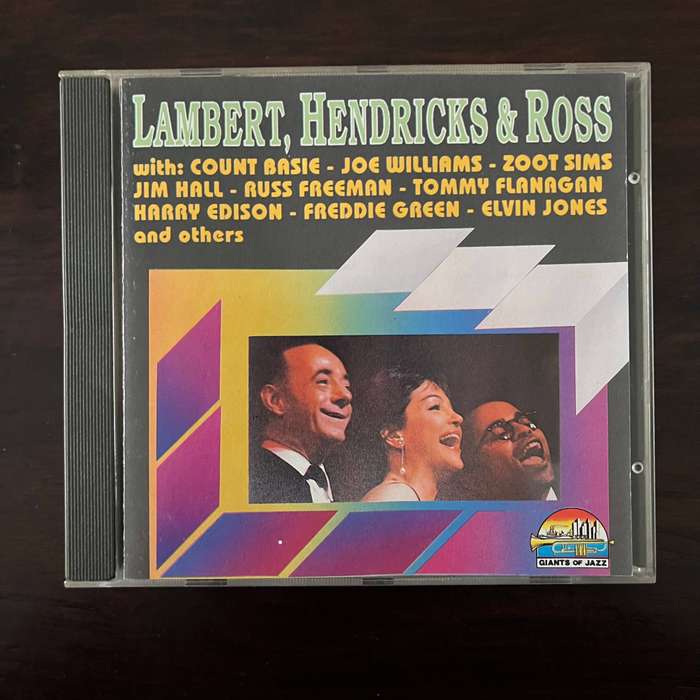 LAMBERT, HENDRICKS & ROSS
with: COUNT BASIE - JOE WILLIAMS - ZOOT SIMS
JIM HALL - RUSS FREEMAN - TOMMY FLANAGAN
HARRY EDISON - FREDDIE GREEN - ELVIN JONES
and others
GIANTS OF JAZZ